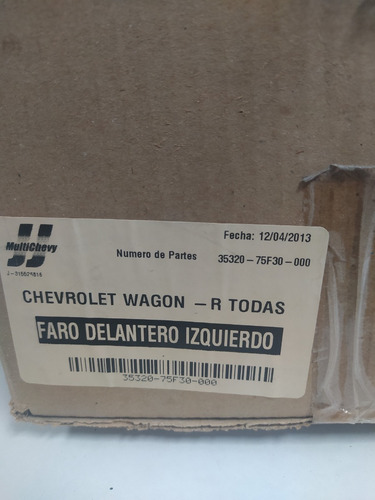 Fecha: 12/04/2013
MultiChevy
Numero de Partes 35320-75F30-000
CHEVROLET WAGON -R TODAS
FARO DELANTERO IZQUIERDO
35320-75F30-000